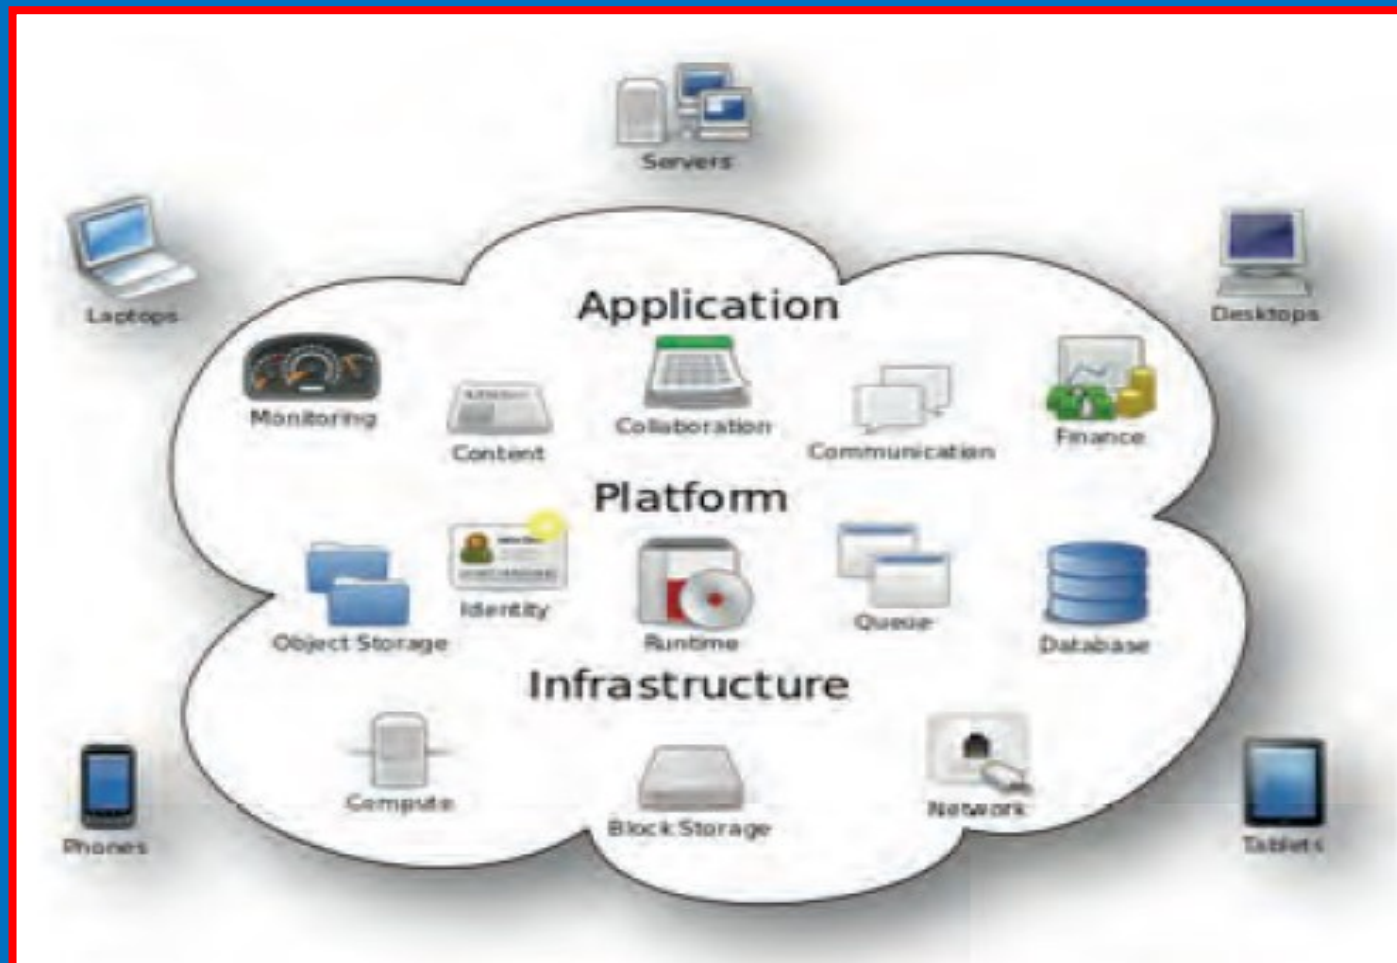 Servers
Laptops
Desktops
Application
Monitoring
Content
Collaboration
Communication
Finance
Platform
Object Storage
Identity
Runtime
Queue
Database
Infrastructure
Compute
Block Storage
Network
Phones
Tablets